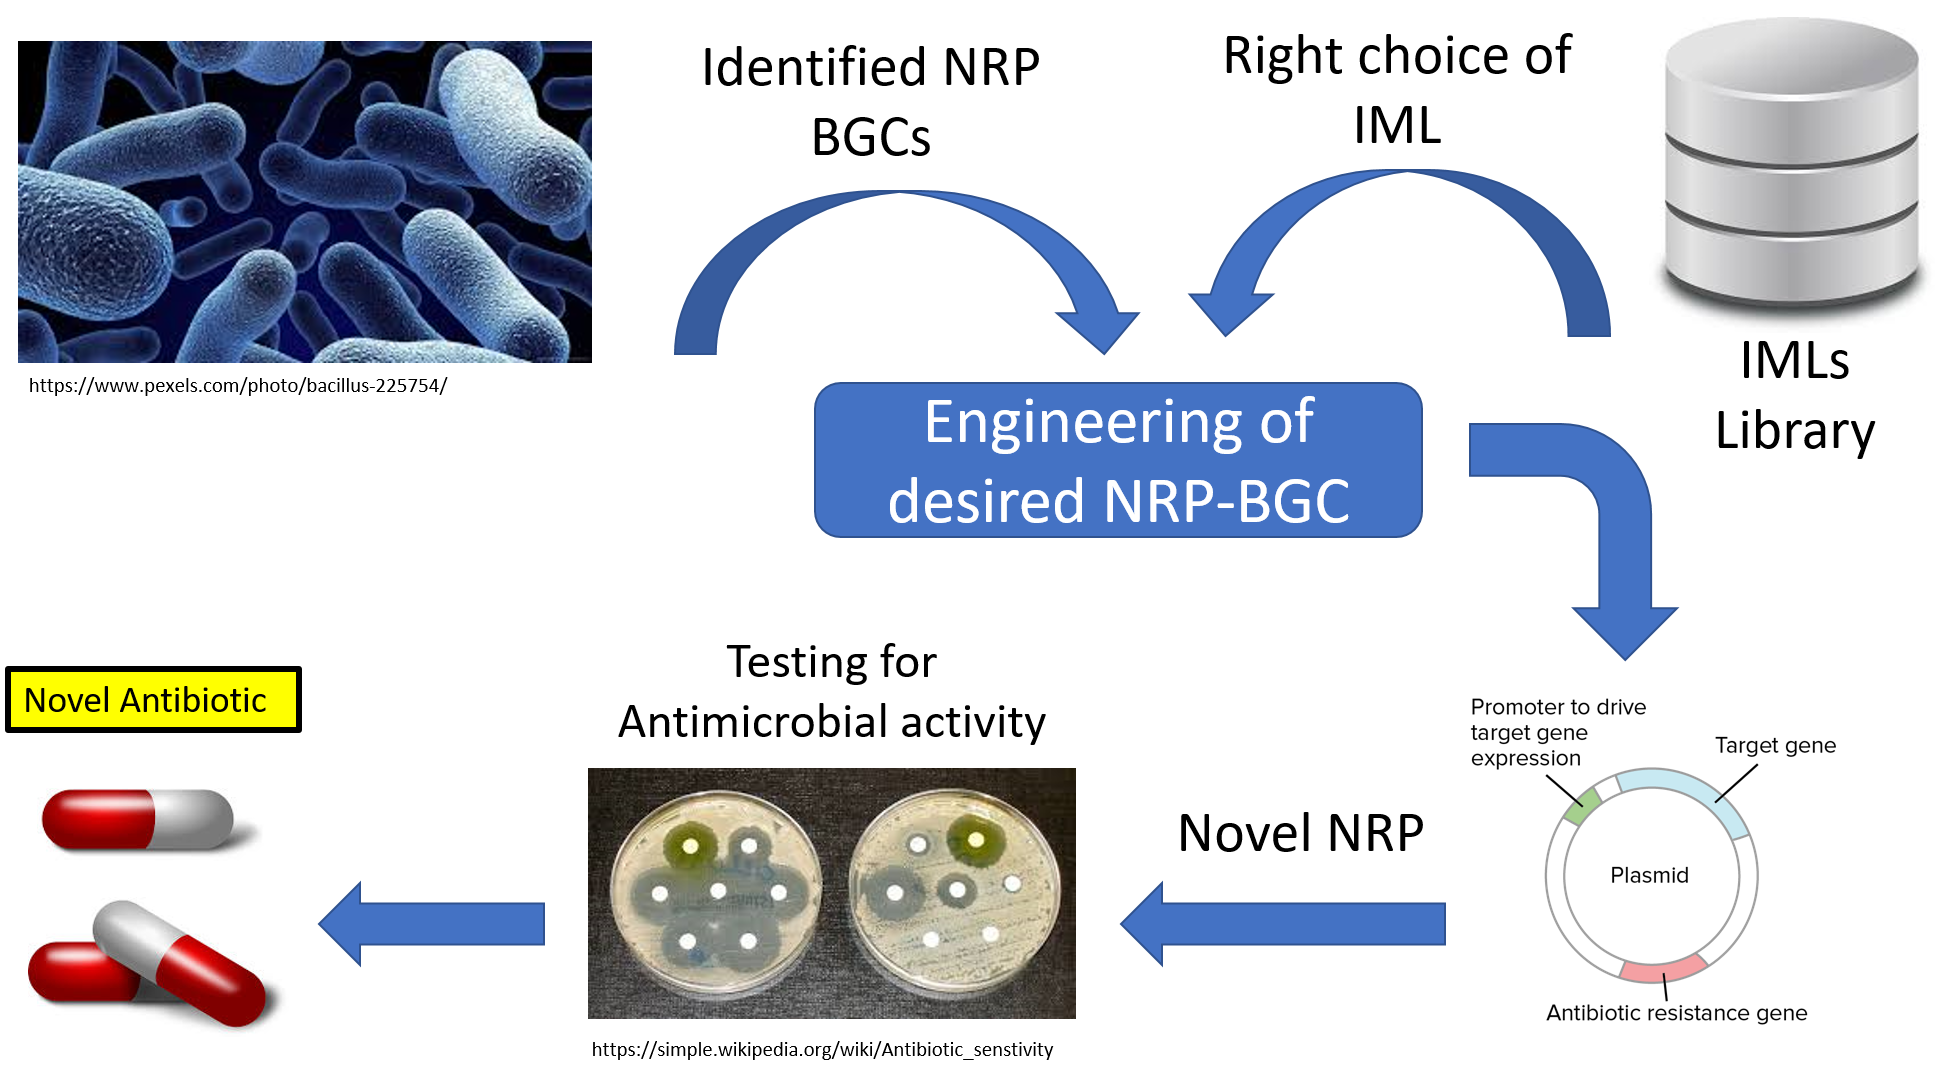 Identified NRP
BGCs
Right choice of
IML
https://www.pexels.com/photo/bacillus-225754/
IMLs
Library
Engineering of
desired NRP-BGC
Promoter to drive
target gene
expression
Target gene
Plasmid
Antibiotic resistance gene
Novel NRP
Testing for
Antimicrobial activity
https://simple.wikipedia.org/wiki/Antibiotic_senstivity
Novel Antibiotic